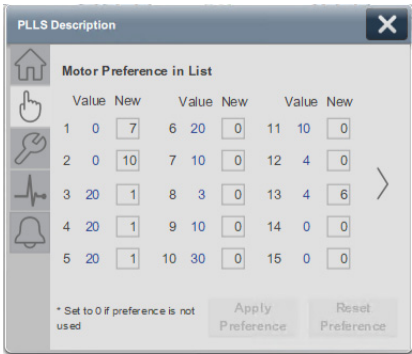 PLLS Description
Motor Preference in List
Value New Value New Value New
1 0 7 6 20 0 11 10 0
2 0 10 7 10 0 12 4 0
3 20 1 8 3 0 13 4 6
4 20 1 9 10 0 14 0 0
5 20 1 10 30 0 15 0 0
* Set to 0 if preference is not
used
Apply
Preference
Reset
Preference